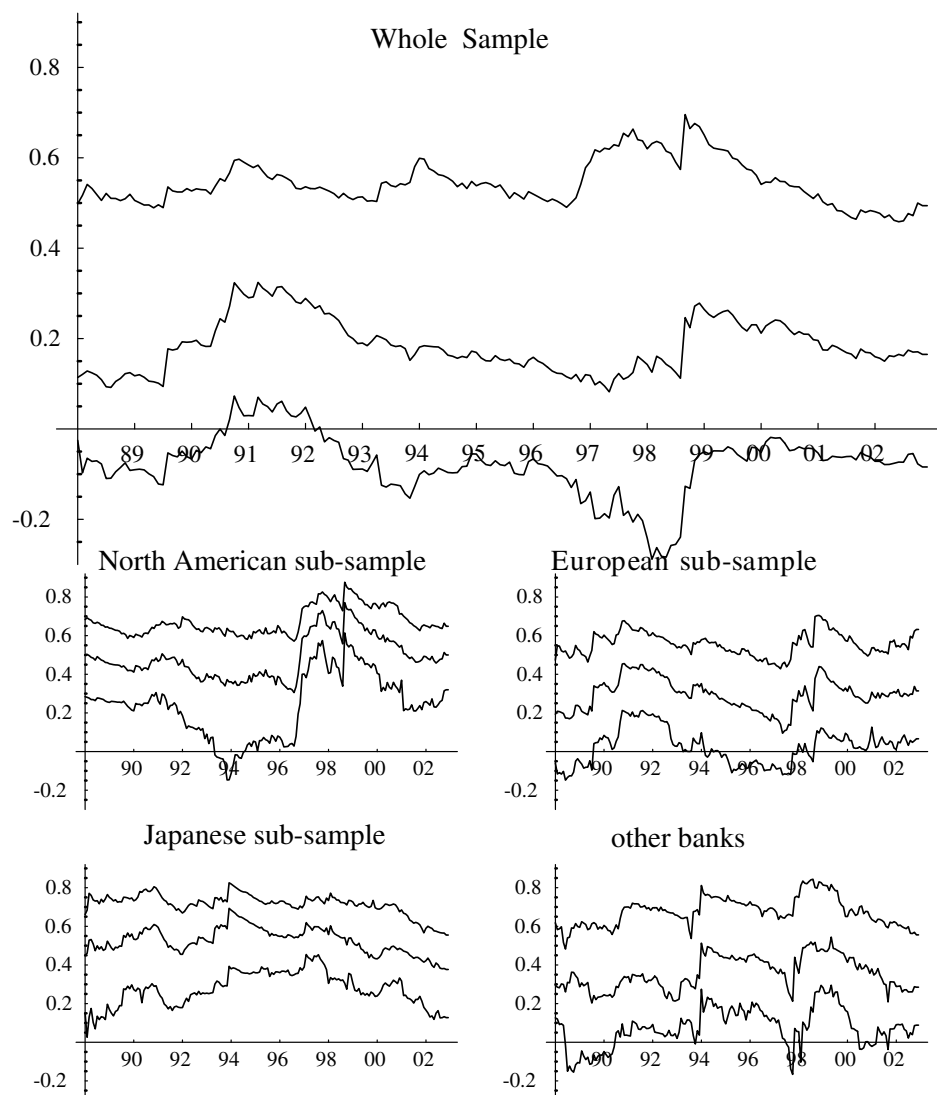 Whole Sample
0.8
0.6
0.4
0.2
89 90 91 92 93 94 95 96 97 98 99 00 01 02
-0.2
North American sub-sample
0.8
0.6
0.4
0.2
90 92 94 96 98 00 02
-0.2
European sub-sample
0.8
0.6
0.4
0.2
90 92 94 96 98 00 02
-0.2
Japanese sub-sample
0.8
0.6
0.4
0.2
90 92 94 96 98 00 02
-0.2
other banks
0.8
0.6
0.4
0.2
90 92 94 96 98 00 02
-0.2